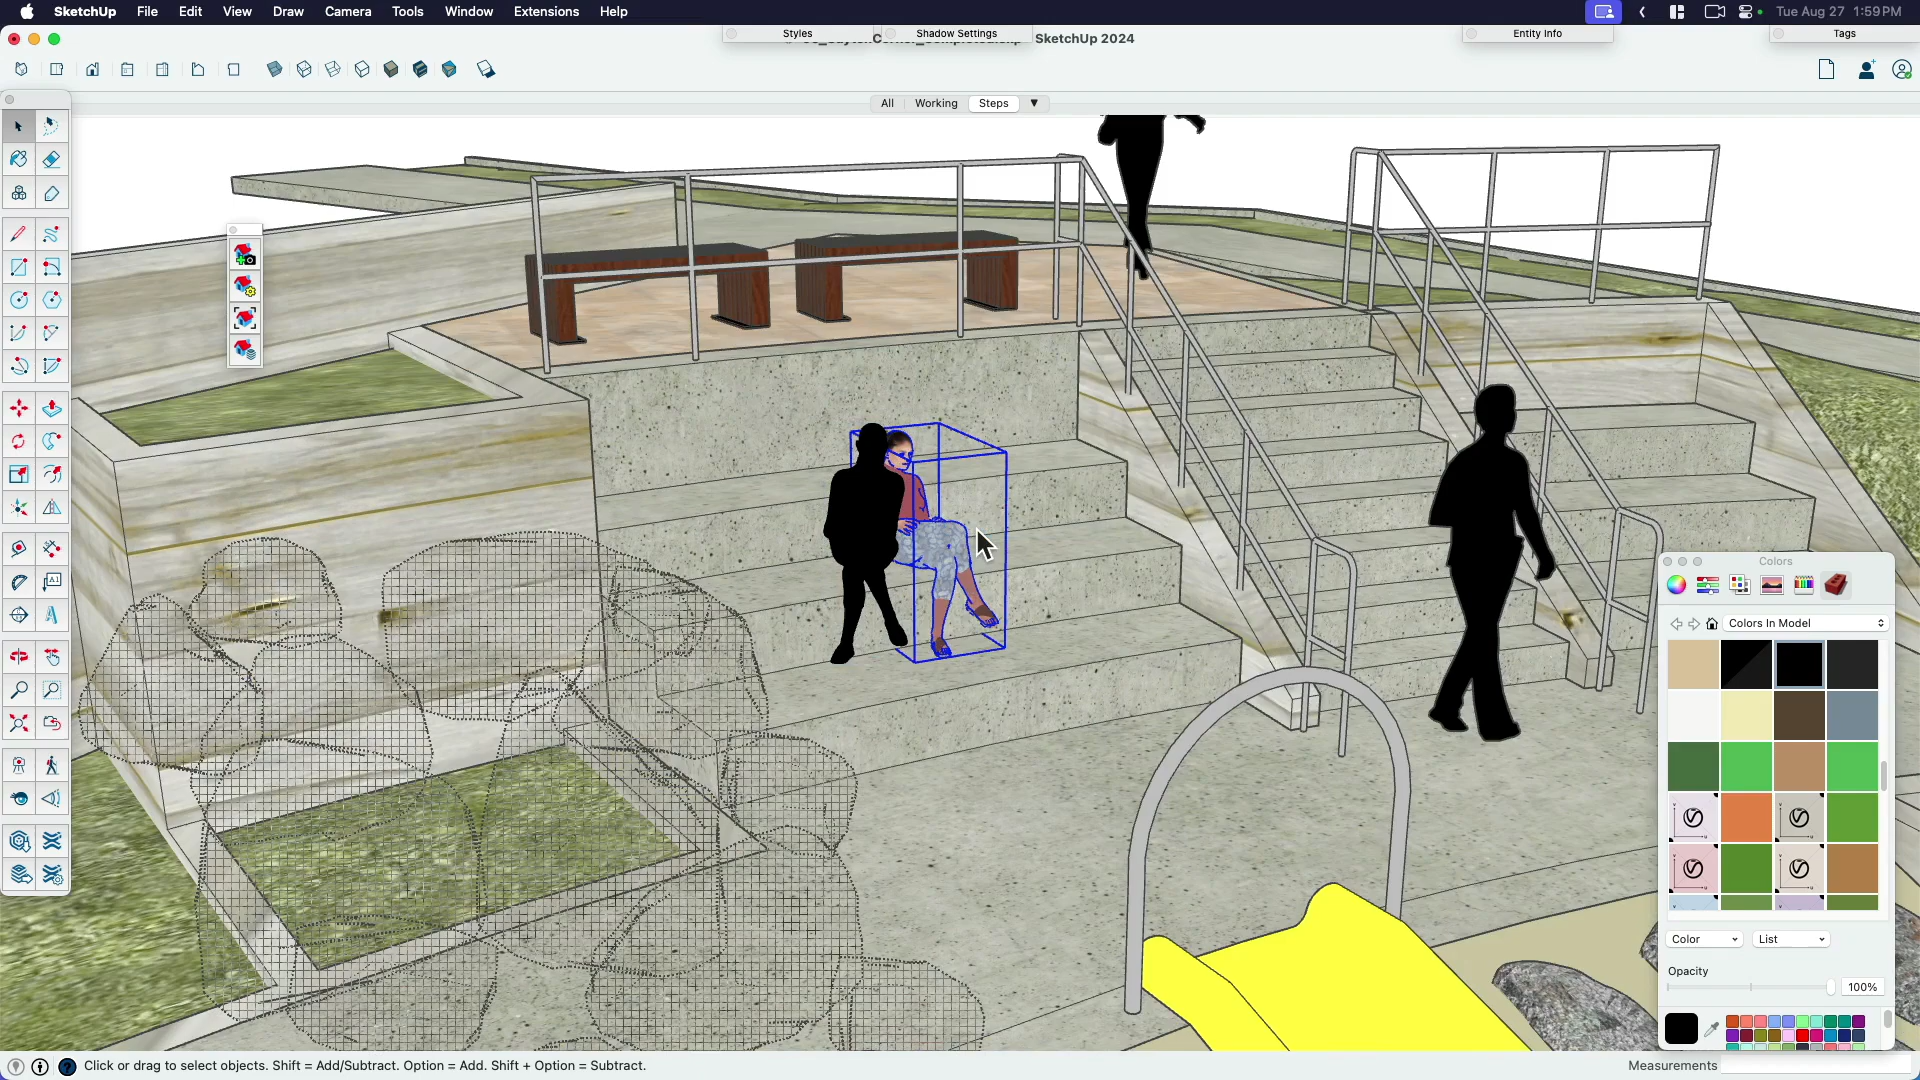 SketchUp File Edit View Draw Camera Tools Window Extensions Help
Tue Aug 27 1:59 PM
Styles
Shadow Settings
SketchUp 2024
Entity Info
Tags
All Working Steps
Colors
Colors In Model
Color
List
Opacity
100%
Click or drag to select objects. Shift = Add/Subtract. Option = Add. Shift + Option = Subtract.
Measurements